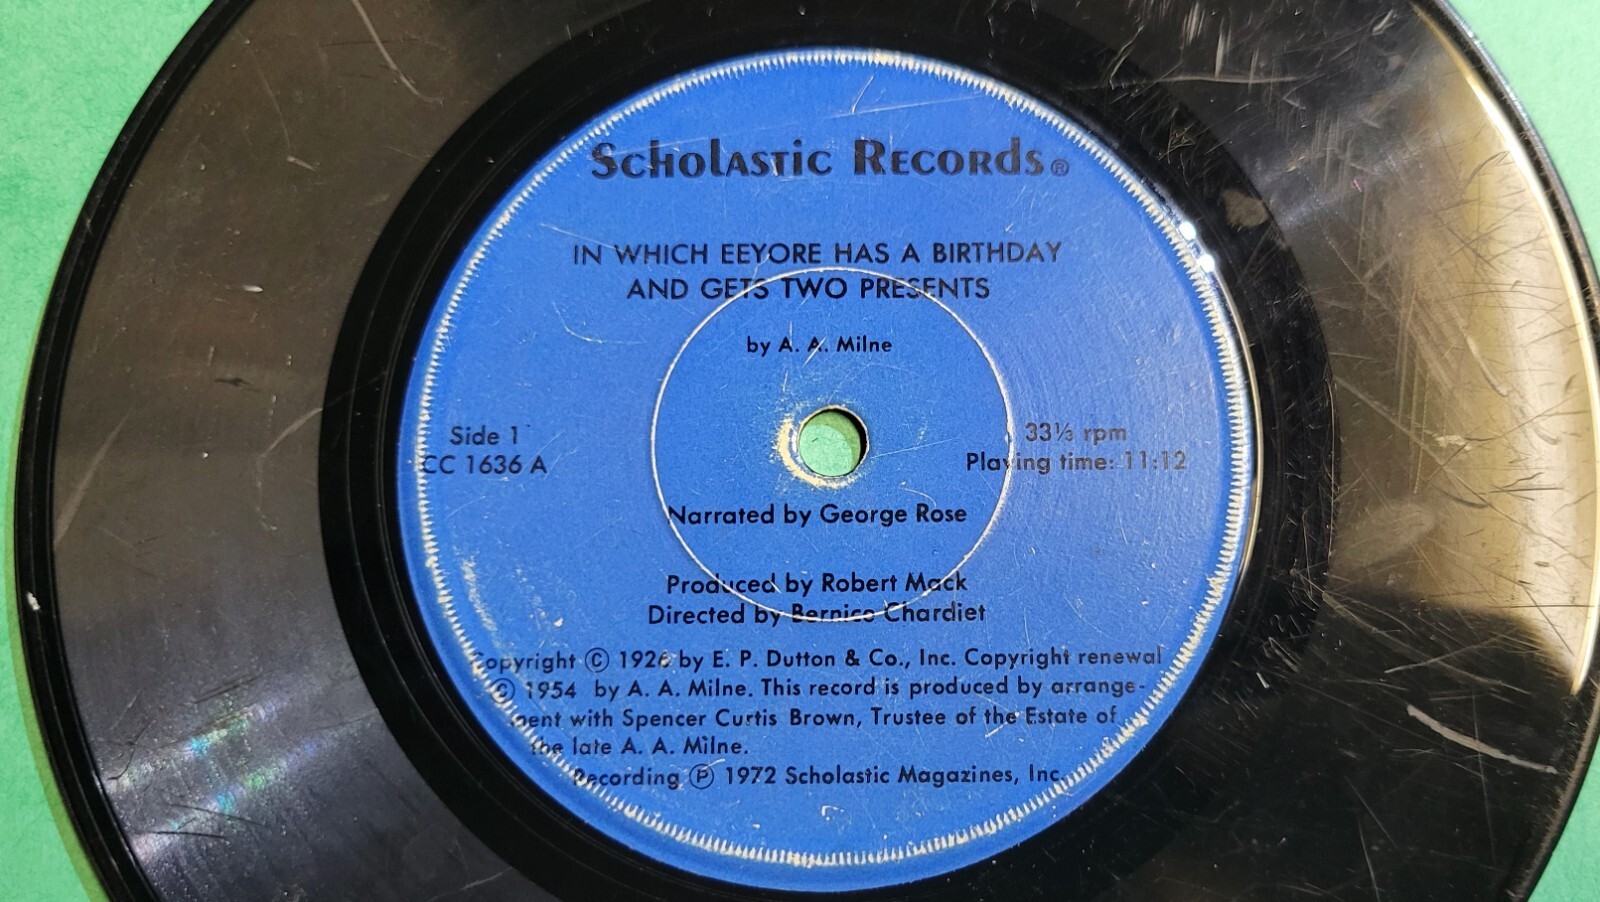 Scholastic Records®
IN WHICH EEYORE HAS A BIRTHDAY
AND GETS TWO PRESENTS
by A. A. Milne
Side 1
CC 1636 A
33⅓ rpm
Playing time: 11:12
Narrated by George Rose
Produced by Robert Mack
Directed by Bernice Chardiet
Copyright © 1926 by E. P. Dutton & Co., Inc. Copyright renewal
© 1954 by A. A. Milne. This record is produced by arrange-
ment with Spencer Curtis Brown, Trustee of the Estate of
the late A. A. Milne.
Recording ℗ 1972 Scholastic Magazines, Inc.